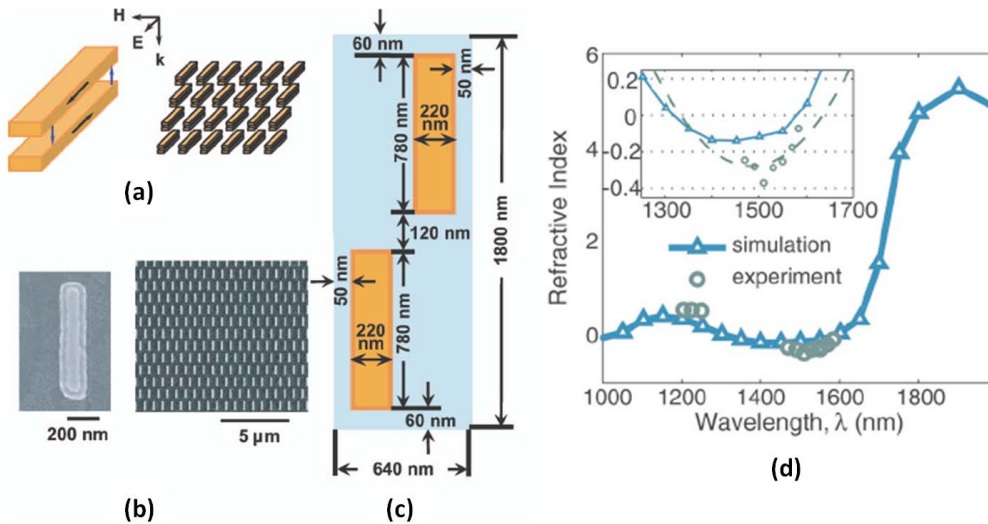 H
E
k
(a)
200 nm
5 µm
(b)
60 nm
50 nm
220 nm
780 nm
120 nm
1800 nm
50 nm
220 nm
780 nm
60 nm
640 nm
(c)
Refractive Index
6
4
2
0
0.2
0
-0.2
-0.4
1300
1500
1700
simulation
experiment
1000
1200
1400
1600
1800
Wavelength, λ (nm)
(d)